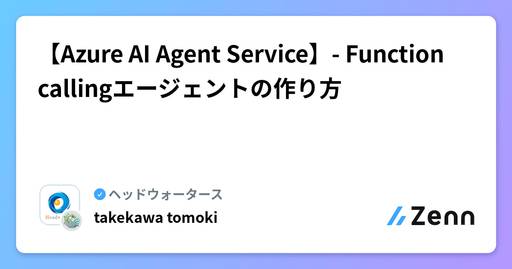 【Azure AI Agent Service】- Function
callingエージェントの作り方
ヘッドウォータース
takekawa tomoki
Zenn